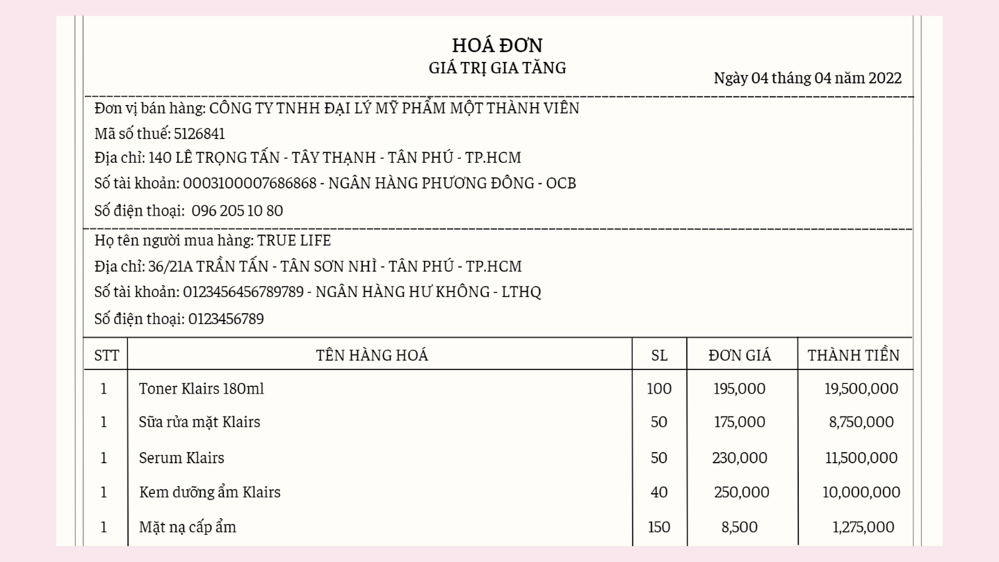 HOÁ ĐƠN
GIÁ TRỊ GIA TĂNG
Ngày 04 tháng 04 năm 2022
Đơn vị bán hàng: CÔNG TY TNHH ĐẠI LÝ MỸ PHẨM MỘT THÀNH VIÊN
Mã số thuế: 5126841
Địa chỉ: 140 LÊ TRỌNG TẤN - TÂY THẠNH - TÂN PHÚ - TP.HCM
Số tài khoản: 0003100007686868 - NGÂN HÀNG PHƯƠNG ĐÔNG - OCB
Số điện thoại: 096 205 10 80
Họ tên người mua hàng: TRUE LIFE
Địa chỉ: 36/21A TRẦN TẤN - TÂN SƠN NHÌ - TÂN PHÚ - TP.HCM
Số tài khoản: 0123456456789789 - NGÂN HÀNG HƯ KHÔNG - LTHQ
Số điện thoại: 0123456789
STT TÊN HÀNG HOÁ SL ĐƠN GIÁ THÀNH TIỀN
1 Toner Klairs 180ml 100 195,000 19,500,000
1 Sữa rửa mặt Klairs 50 175,000 8,750,000
1 Serum Klairs 50 230,000 11,500,000
1 Kem dưỡng ẩm Klairs 40 250,000 10,000,000
1 Mặt nạ cấp ẩm 150 8,500 1,275,000